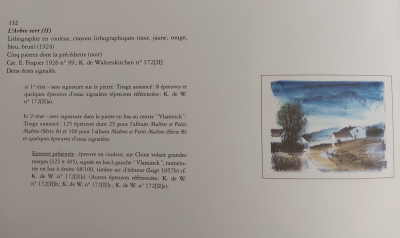 132
L'Arbre vert (II)
Lithographie en couleur, crayons lithographiques (noir, jaune, rouge,
bleu, brun) (1924)
Cinq pierres dont la précédente (noir)
Cat. E. Frapier 1926 n° 99 ; K. de Walterskirchen n° 172[II]
Deux états signalés.
a/ 1er état - sans signature sur la pierre. Tirage annoncé : 8 épreuves et
quelques épreuves d'essai signalées (épreuves référencées : K. de W.
n° 172[II]a).
b/ 2 état - avec signature dans la pierre en bas au centre "Vlaminck".
Tirage annoncé : 125 épreuves dont 25 pour l'album Maîtres et Petits
Maîtres (Série A) et 100 pour l'album Maîtres et Petits Maîtres (Série B)
et quelques épreuves d'essai signalées.
Epreuve présentée : épreuve en couleur, sur Chine volant grandes
marges (325 x 495), signée en bas à gauche "Vlaminck", numéro-
tée en bas à droite 68/100, timbre sec d'éditeur (Lugt 1057b) cf.
K. de W. n° 172[II]d. (Autres épreuves référencées : K. de W.
n° 172[II]b ; K. de W. n° 172[II]c ; K. de W. n° 172[II]e).